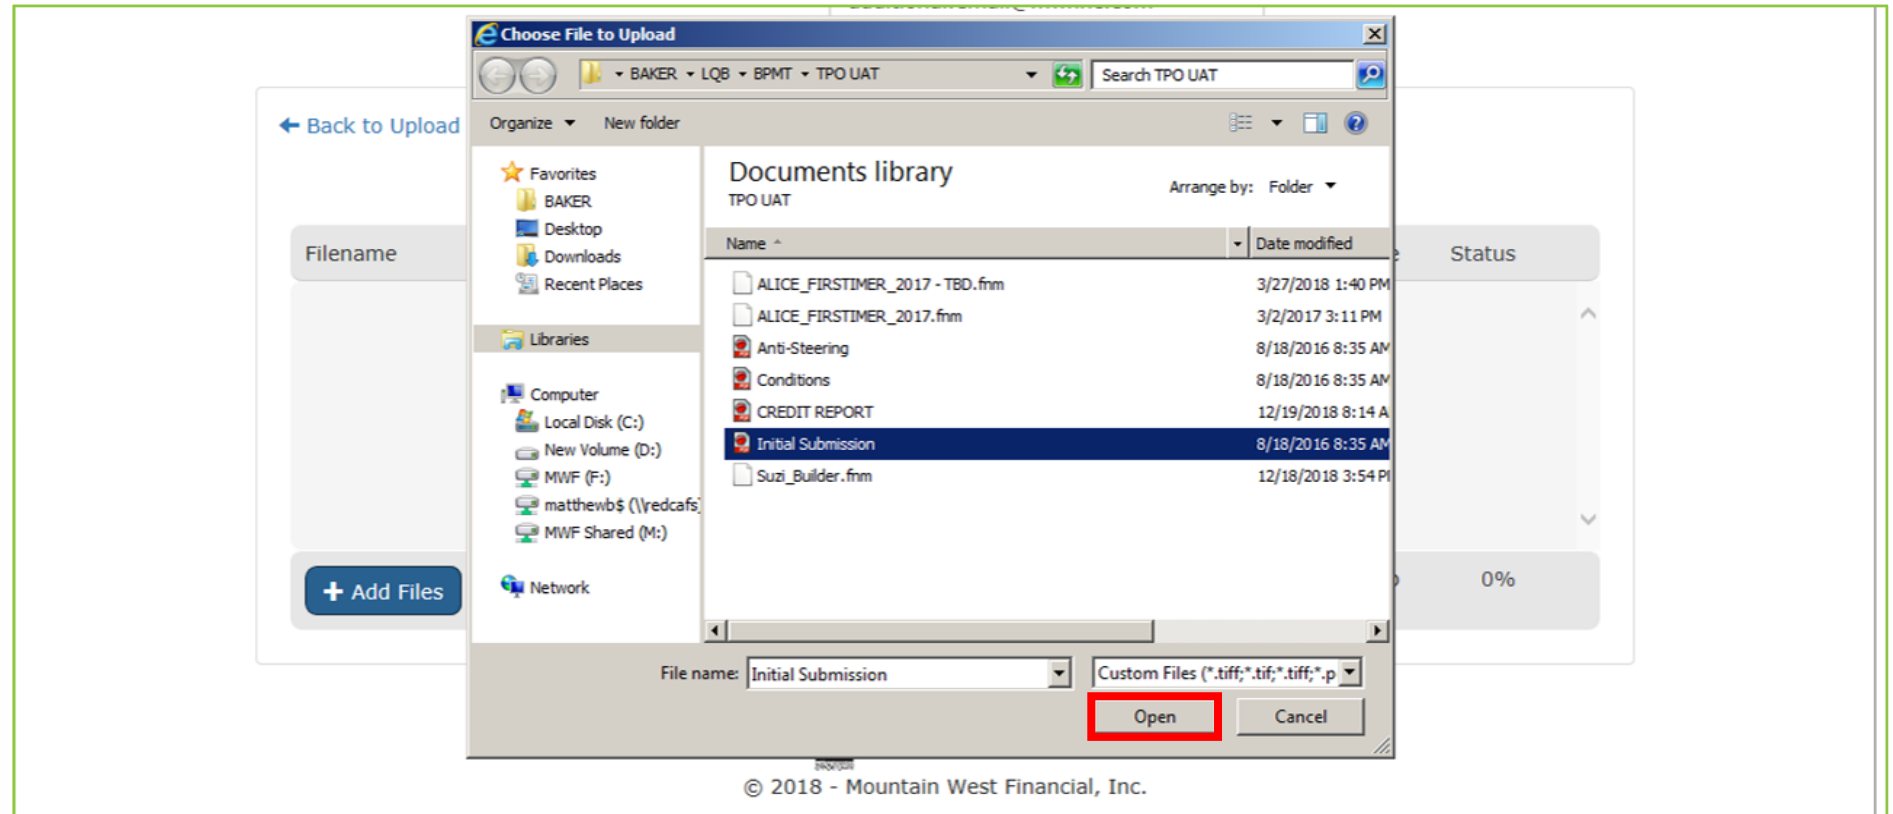 Choose File to Upload
BAKER LQB BPMT TPO UAT
Search TPO UAT
Back to Upload
Organize
New folder
Favorites
BAKER
Desktop
Downloads
Recent Places
Libraries
Computer
Local Disk (C:)
New Volume (D:)
MWF (F:)
matthewb$ (\\redcafs)
MWF Shared (M:)
Network
Documents library
TPO UAT
Arrange by: Folder
Name
Date modified
ALICE_FIRSTIMER_2017 - TBD.fnm 3/27/2018 1:40 PM
ALICE_FIRSTIMER_2017.fnm 3/2/2017 3:11 PM
Anti-Steering 8/18/2016 8:35 AM
Conditions 8/18/2016 8:35 AM
CREDIT REPORT 12/19/2018 8:14 A
Initial Submission 8/18/2016 8:35 AM
Suzi_Builder.fnm 12/18/2018 3:54 P
Filename
Status
Add Files
0%
File name: Initial Submission
Custom Files (*.tiff;*.tif;*.tiff;*.p
Open
Cancel
© 2018 - Mountain West Financial, Inc.